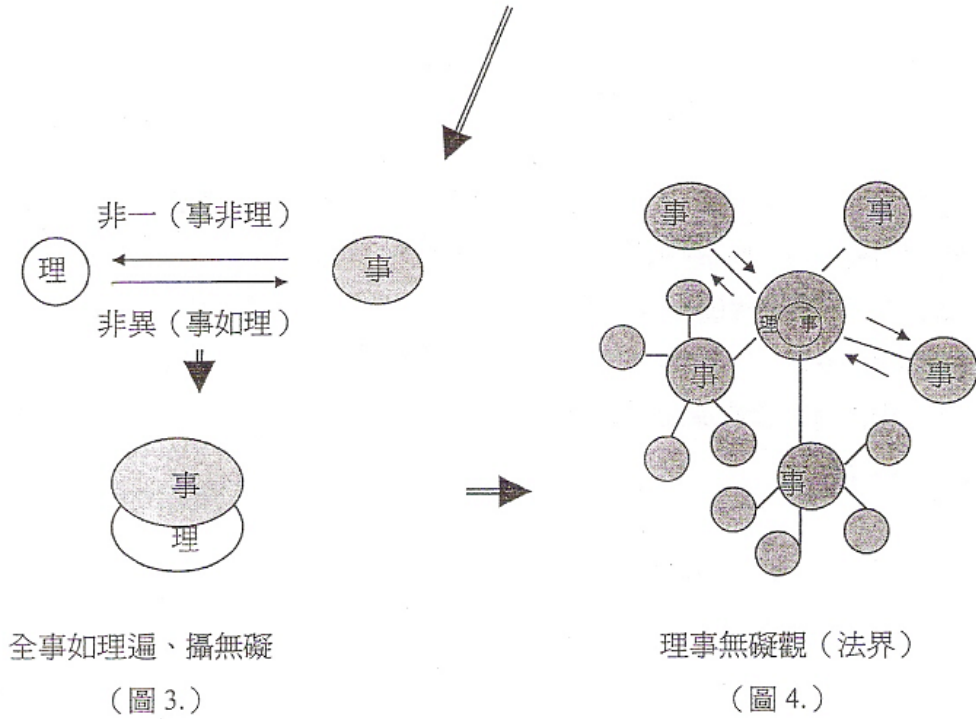 非一（事非理）
理
事
非異（事如理）
事
理
全事如理遍、攝無礙
（圖 3.）
事
事
理 事
事
事
事
理事無礙觀（法界）
（圖 4.）